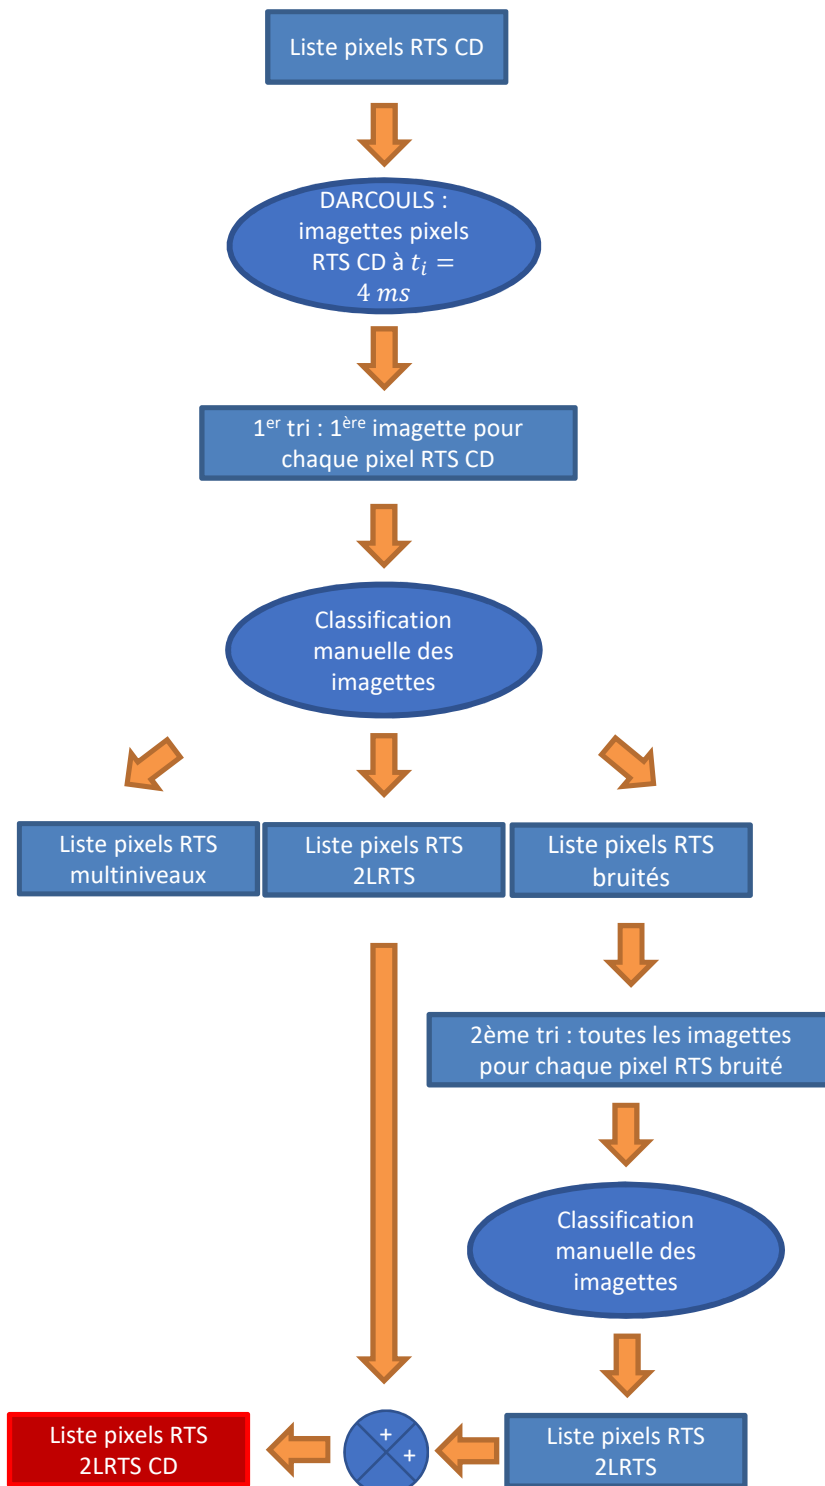 Liste pixels RTS CD
DARCOULS :
imagettes pixels
RTS CD à t_i =
4 ms
1er tri : 1ère imagette pour
chaque pixel RTS CD
Classification
manuelle des
imagettes
Liste pixels RTS
multiniveaux
Liste pixels RTS
2LRTS
Liste pixels RTS
bruités
2ème tri : toutes les imagettes
pour chaque pixel RTS bruité
Classification
manuelle des
imagettes
Liste pixels RTS
2LRTS CD
+
+
Liste pixels RTS
2LRTS